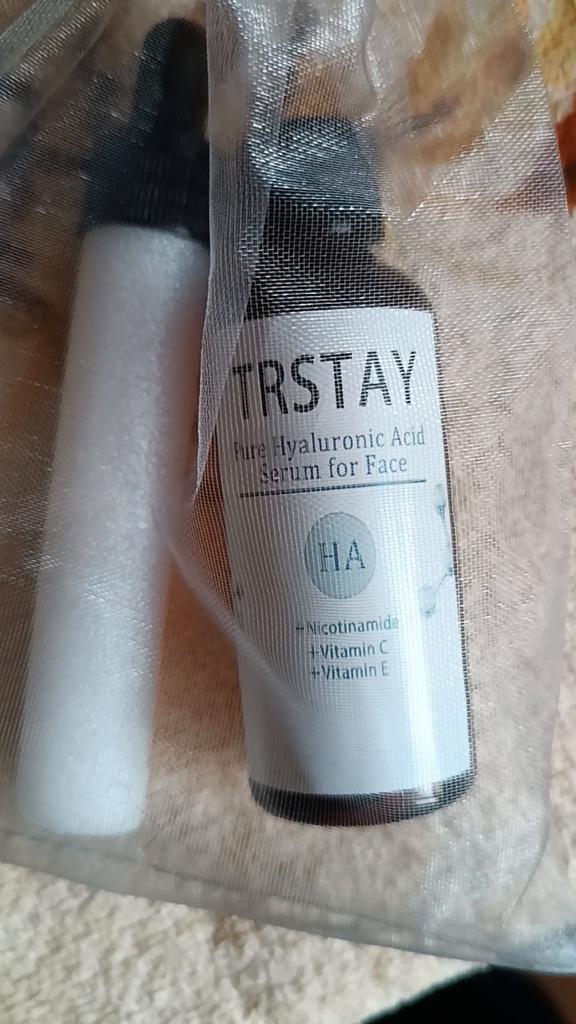 TRSTAY
Pure Hyaluronic Acid
Serum for Face
HA
+Nicotinamide
+Vitamin C
+Vitamin E